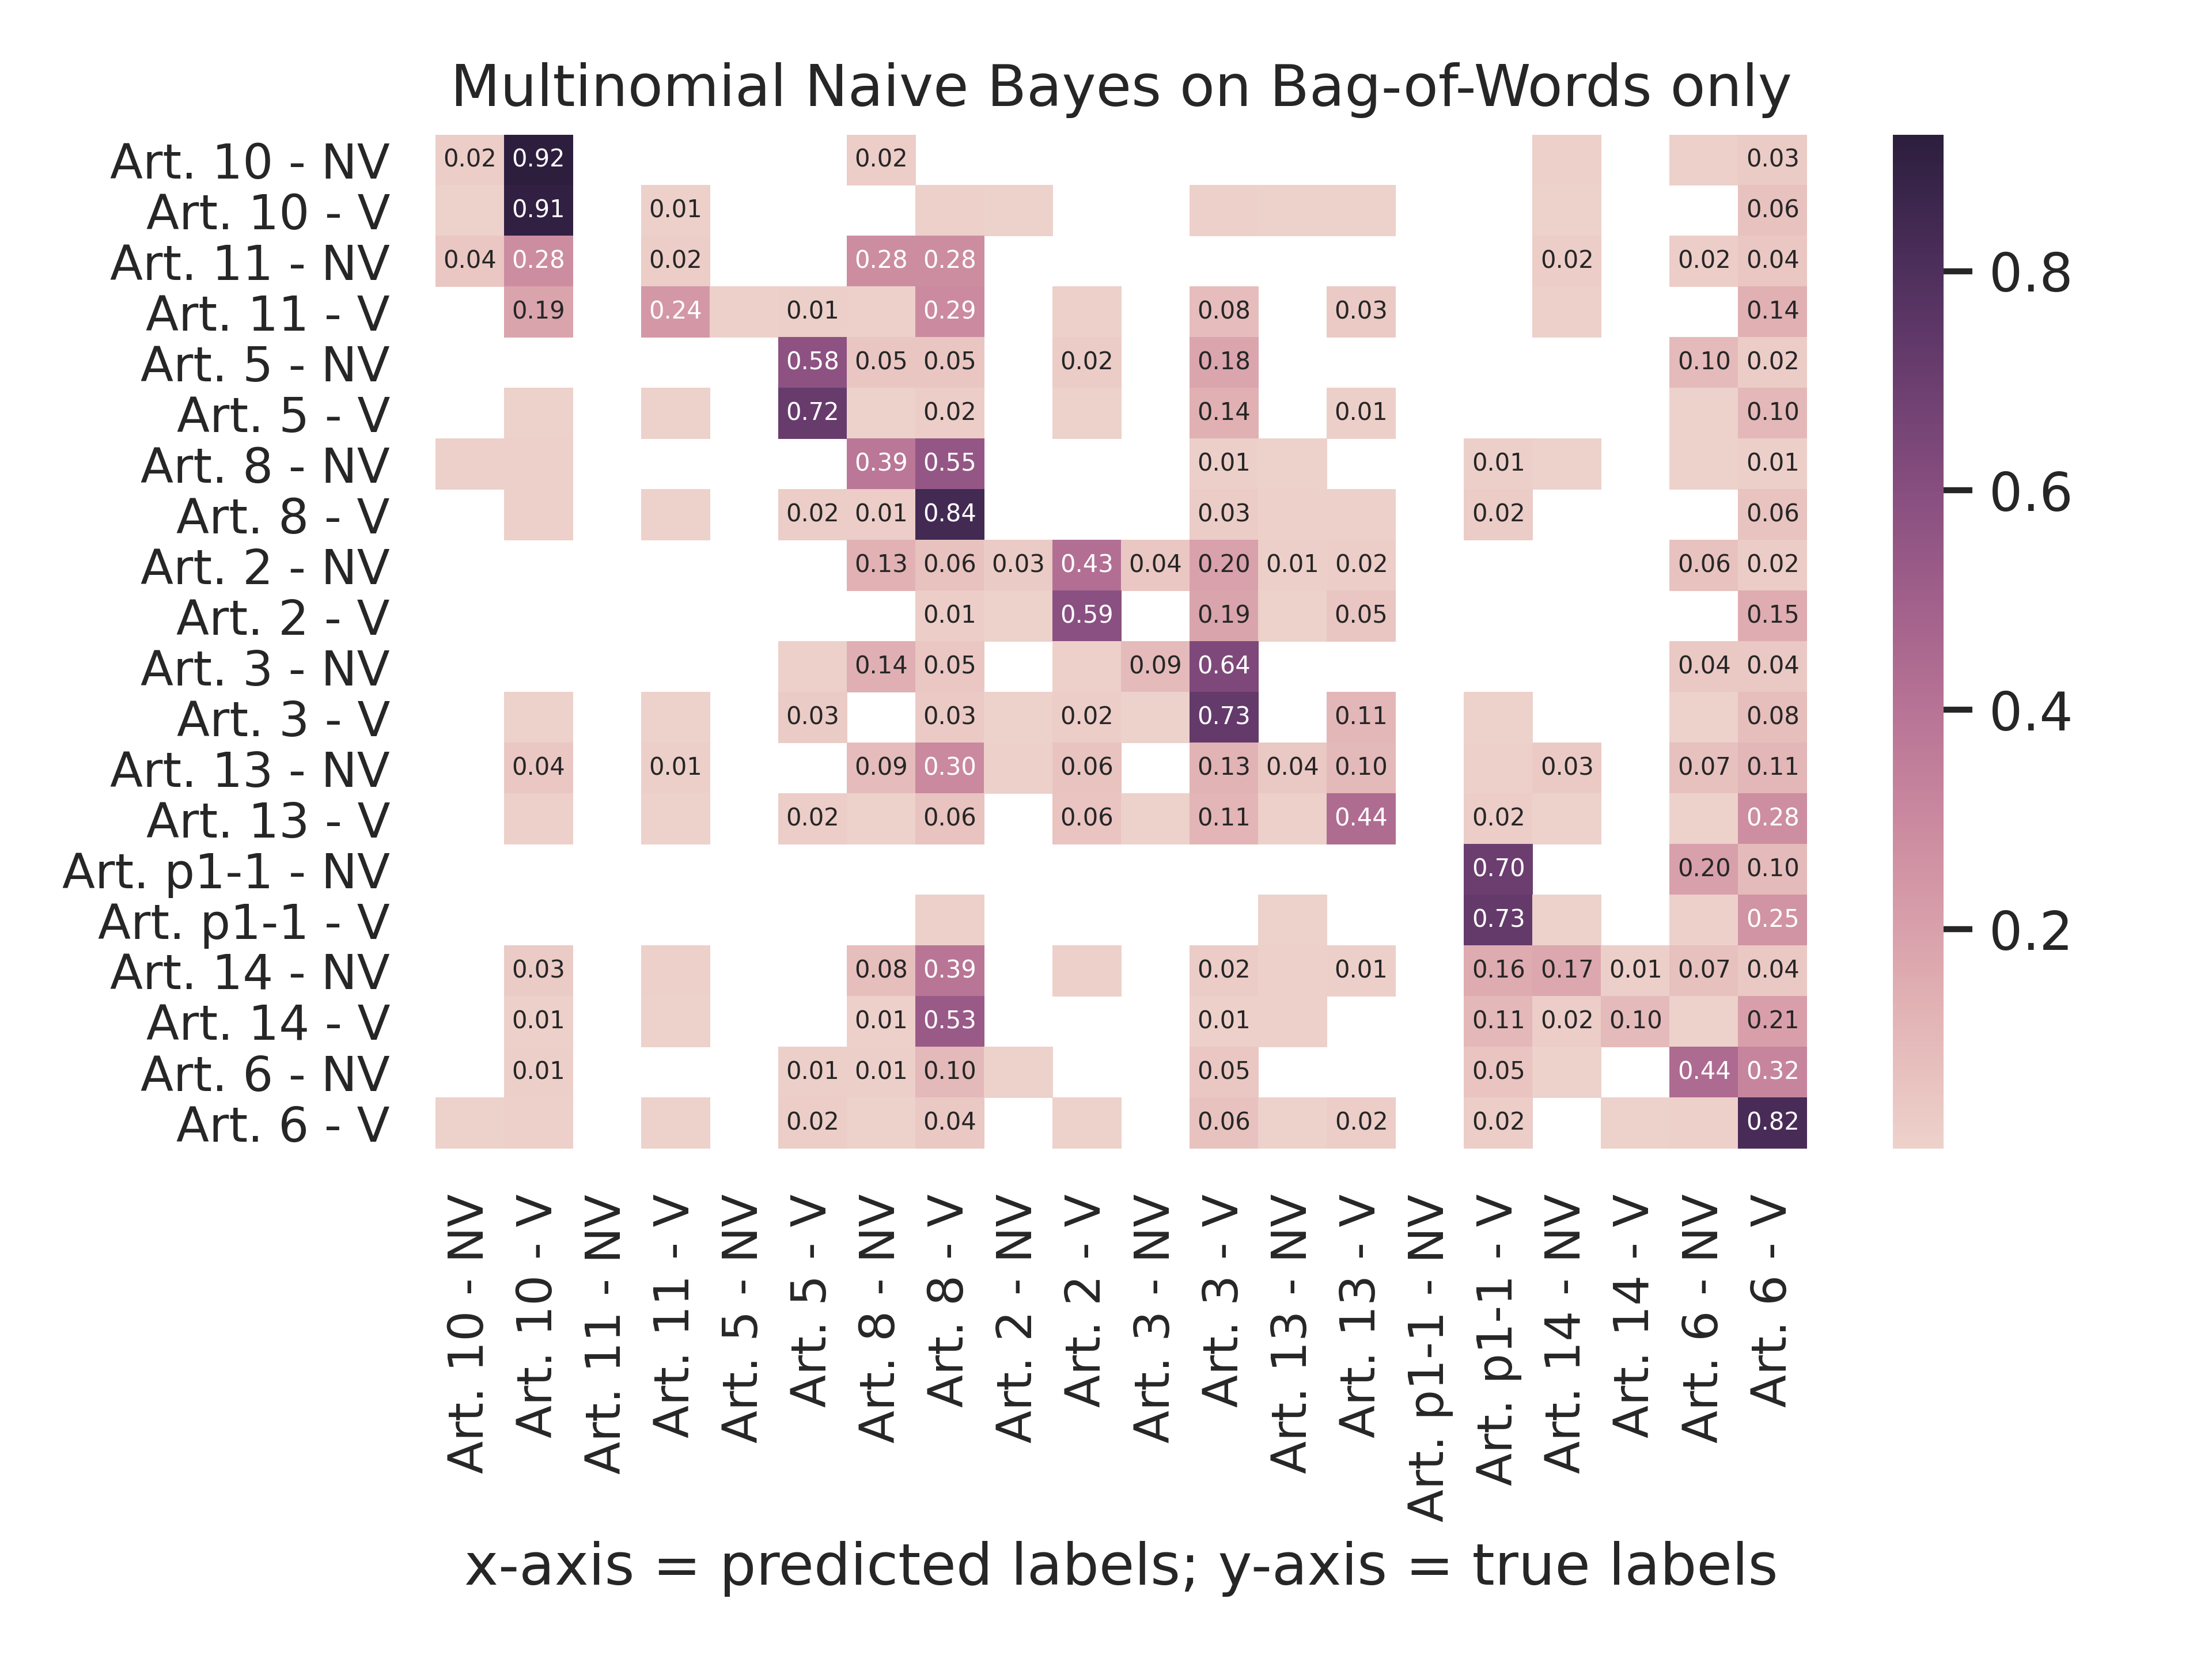 Multinomial Naive Bayes on Bag-of-Words only
Art. 10 - NV 0.02 0.92 0.02 0.03
Art. 10 - V 0.91 0.01 0.06
Art. 11 - NV 0.04 0.28 0.02 0.28 0.28 0.02 0.02 0.04
Art. 11 - V 0.19 0.24 0.01 0.29 0.08 0.03 0.14
Art. 5 - NV 0.58 0.05 0.05 0.02 0.18 0.10 0.02
Art. 5 - V 0.72 0.02 0.14 0.01 0.10
Art. 8 - NV 0.39 0.55 0.01 0.01 0.01
Art. 8 - V 0.02 0.01 0.84 0.03 0.02 0.06
Art. 2 - NV 0.13 0.06 0.03 0.43 0.04 0.20 0.01 0.02 0.06 0.02
Art. 2 - V 0.01 0.59 0.19 0.05 0.15
Art. 3 - NV 0.14 0.05 0.09 0.64 0.04 0.04
Art. 3 - V 0.03 0.03 0.02 0.73 0.11 0.08
Art. 13 - NV 0.04 0.01 0.09 0.30 0.06 0.13 0.04 0.10 0.03 0.07 0.11
Art. 13 - V 0.02 0.06 0.06 0.11 0.44 0.02 0.28
Art. p1-1 - NV 0.70 0.20 0.10
Art. p1-1 - V 0.73 0.25
Art. 14 - NV 0.03 0.08 0.39 0.02 0.01 0.16 0.17 0.01 0.07 0.04
Art. 14 - V 0.01 0.01 0.53 0.01 0.11 0.02 0.10 0.21
Art. 6 - NV 0.01 0.01 0.01 0.10 0.05 0.05 0.44 0.32
Art. 6 - V 0.02 0.04 0.06 0.02 0.02 0.82
0.8
0.6
0.4
0.2
Art. 10 - NV
Art. 10 - V
Art. 11 - NV
Art. 11 - V
Art. 5 - NV
Art. 5 - V
Art. 8 - NV
Art. 8 - V
Art. 2 - NV
Art. 2 - V
Art. 3 - NV
Art. 3 - V
Art. 13 - NV
Art. 13 - V
Art. p1-1 - NV
Art. p1-1 - V
Art. 14 - NV
Art. 14 - V
Art. 6 - NV
Art. 6 - V
x-axis = predicted labels; y-axis = true labels